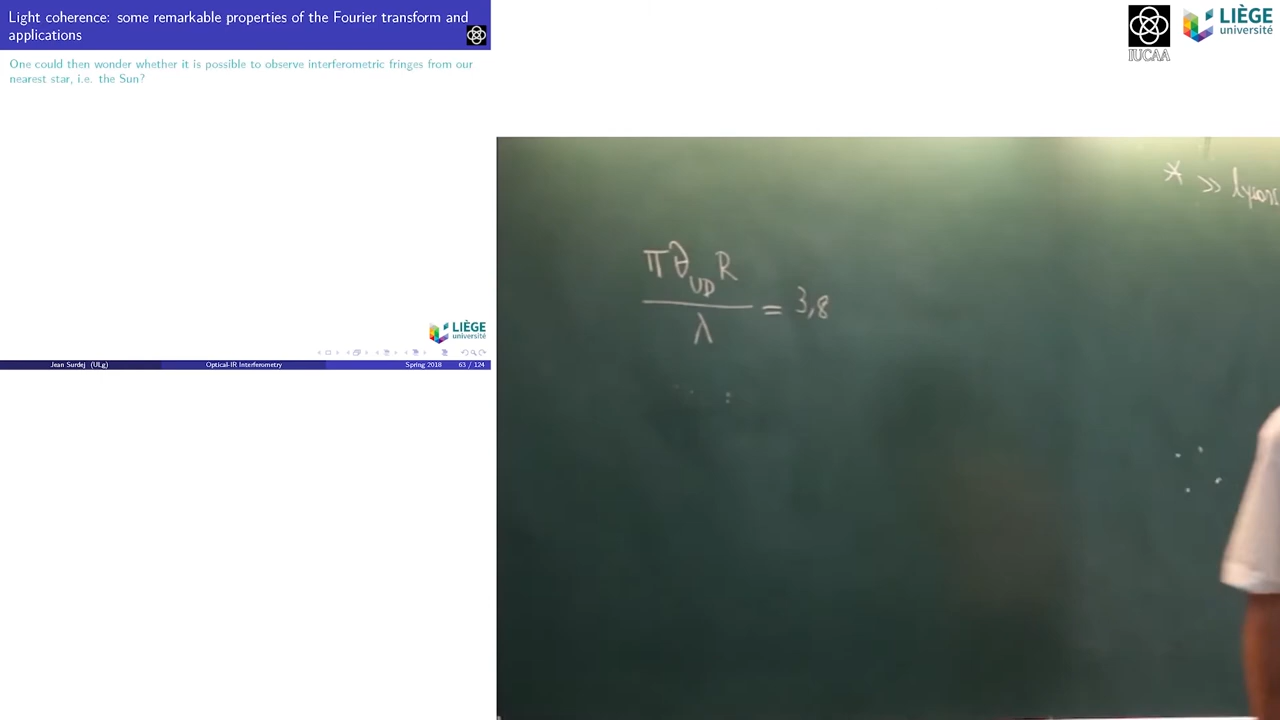 Light coherence: some remarkable properties of the Fourier transform and
applications
One could then wonder whether it is possible to observe interferometric fringes from our
nearest star, i.e. the Sun?
LIÈGE
université
Jean Surdej (ULg) Optical-IR Interferometry Spring 2018 63 / 124
IUCAA
LIÈGE
université
* >>
π θ_UD R
= 3,8
λ